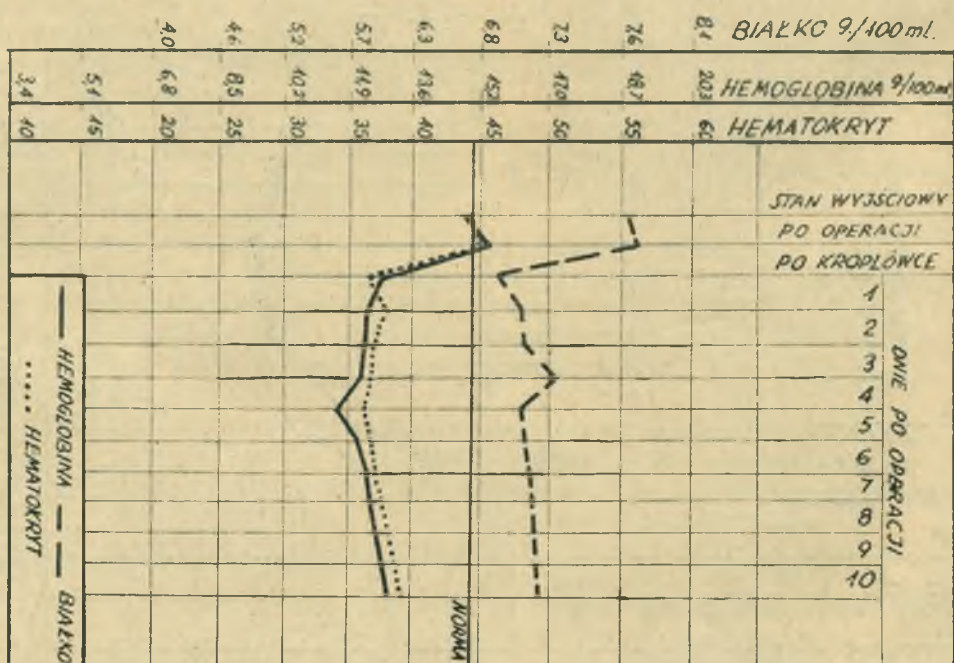 BIAŁKO g/100 ml.
8,1 7,6 7,3 6,8 6,3 5,7 5,2 4,6 4,0
HEMOGLOBINA g/100 ml
20,3 18,7 17,0 15,2 13,6 11,9 10,2 8,5 6,8 5,1 3,4
HEMATOKRYT
60 55 50 45 40 35 30 25 20 15 10
STAN WYJŚCIOWY
PO OPERACJI
PO KROPLÓWCE
1
2
3
4
5
6
7
8
9
10
DNIE PO OPERACJI
NORMA
HEMOGLOBINA
BIAŁKO
HEMATOKRYT